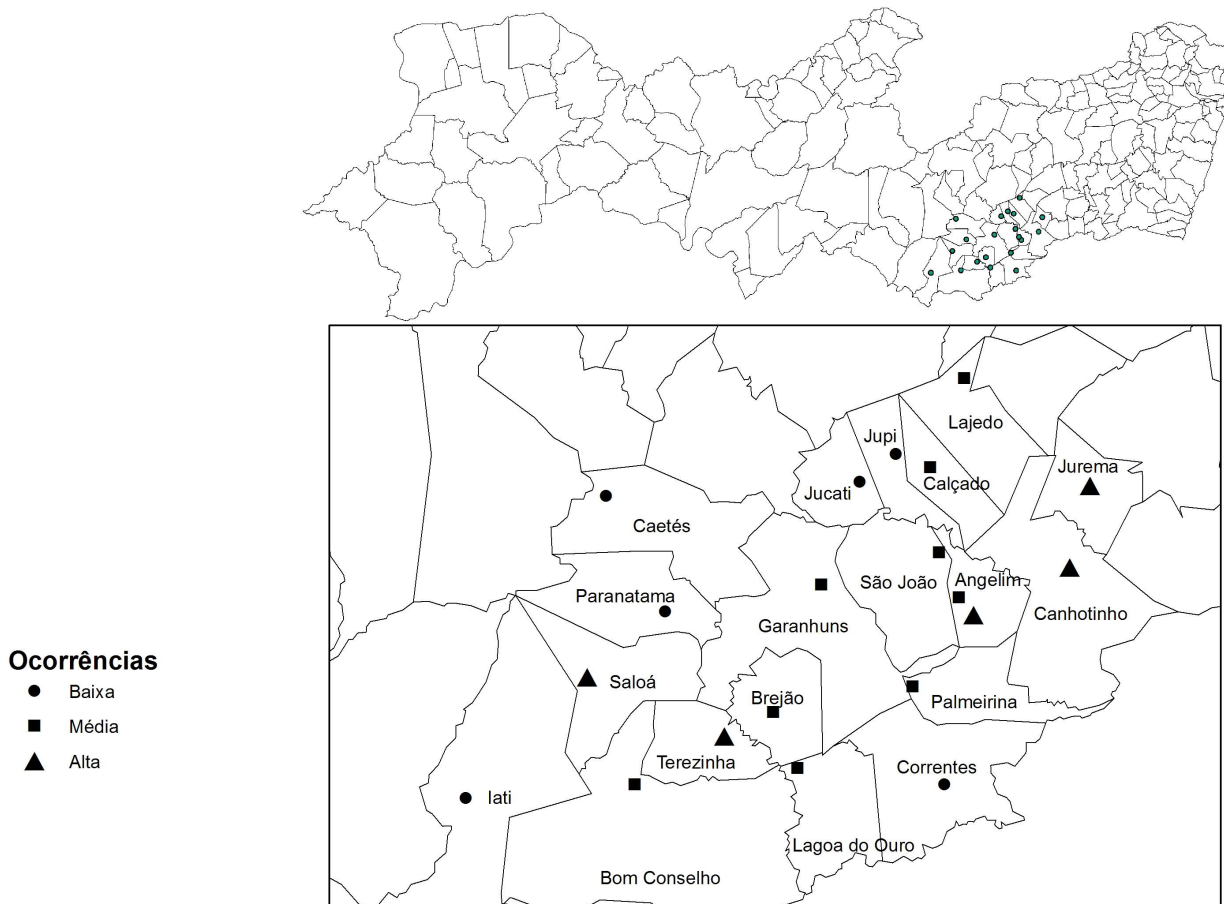 Jupi
Lajedo
Jurema
Jucati
Calçado
Caetés
São João
Angelim
Paranatama
Garanhuns
Canhotinho
Saloá
Brejão
Palmeirina
Terezinha
Correntes
Iati
Lagoa do Ouro
Bom Conselho
Ocorrências
Baixa
Média
Alta